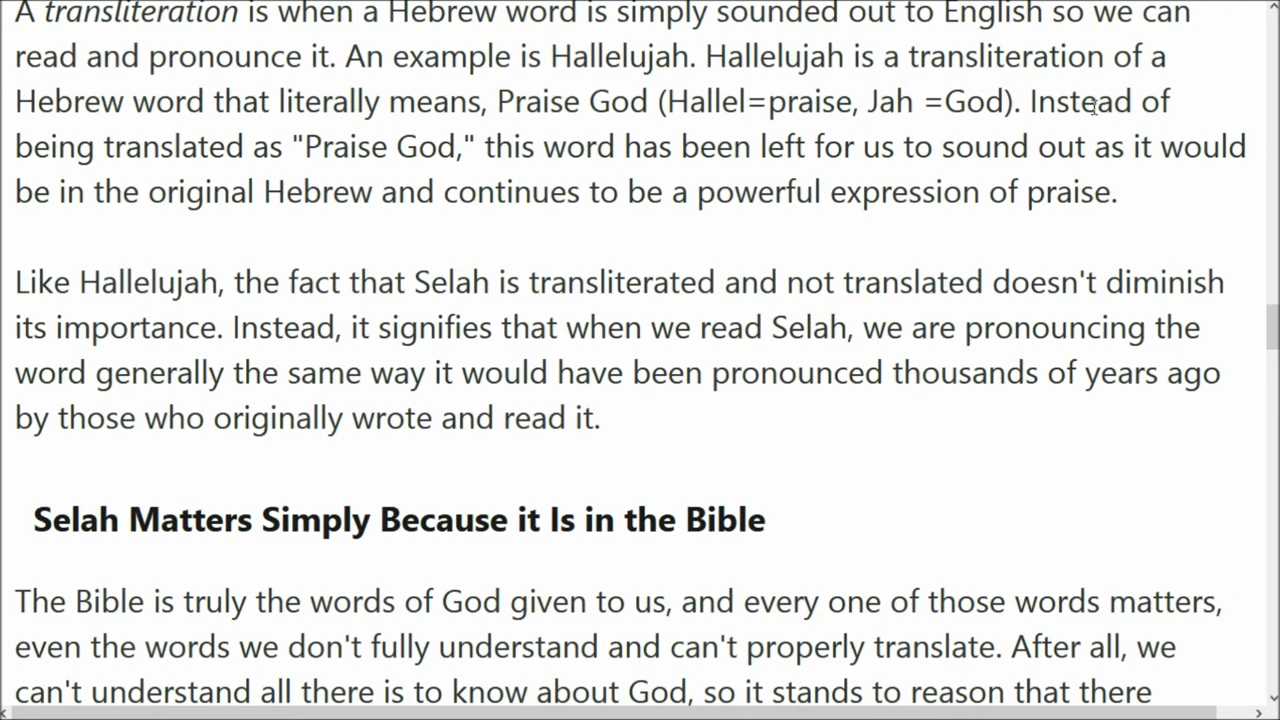 A transliteration is when a Hebrew word is simply sounded out to English so we can
read and pronounce it. An example is Hallelujah. Hallelujah is a transliteration of a
Hebrew word that literally means, Praise God (Hallel=praise, Jah =God). Instead of
being translated as "Praise God," this word has been left for us to sound out as it would
be in the original Hebrew and continues to be a powerful expression of praise.
Like Hallelujah, the fact that Selah is transliterated and not translated doesn't diminish
its importance. Instead, it signifies that when we read Selah, we are pronouncing the
word generally the same way it would have been pronounced thousands of years ago
by those who originally wrote and read it.
Selah Matters Simply Because it Is in the Bible
The Bible is truly the words of God given to us, and every one of those words matters,
even the words we don't fully understand and can't properly translate. After all, we
can't understand all there is to know about God, so it stands to reason that there